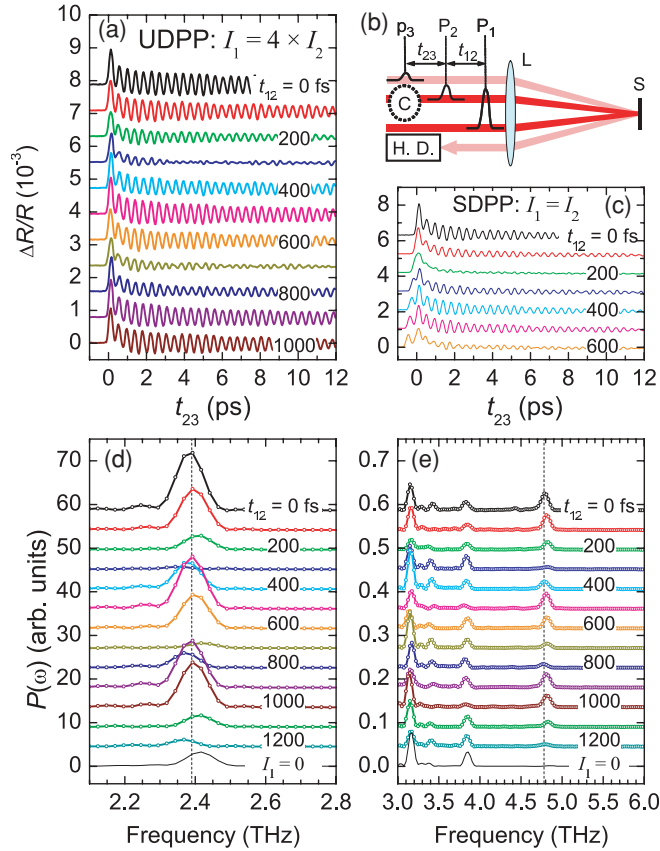 (a)
UDPP: I₁ = 4 × I₂
t₁₂ = 0 fs
200
400
600
800
1000
ΔR/R (10⁻³)
9
8
7
6
5
4
3
2
1
0
0 2 4 6 8 10 12
t₂₃ (ps)
(b)
p₃ P₂ P₁
t₂₃ t₁₂
L
S
C
H. D.
(c)
SDPP: I₁ = I₂
t₁₂ = 0 fs
200
400
600
8
6
4
2
0
0 2 4 6 8 10 12
t₂₃ (ps)
(d)
t₁₂ = 0 fs
200
400
600
800
1000
1200
I₁ = 0
P(ω) (arb. units)
70
60
50
40
30
20
10
0
2.2 2.4 2.6 2.8
Frequency (THz)
(e)
t₁₂ = 0 fs
200
400
600
800
1000
1200
I₁ = 0
0.7
0.6
0.5
0.4
0.3
0.2
0.1
0.0
3.0 3.5 4.0 4.5 5.0 5.5 6.0
Frequency (THz)